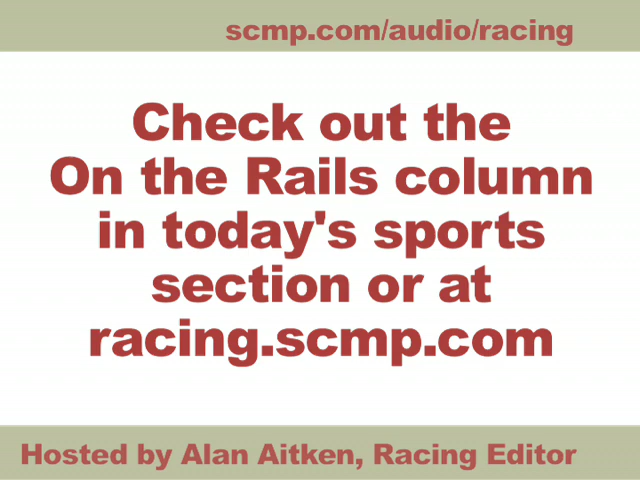 scmp.com/audio/racing
Check out the
On the Rails column
in today's sports
section or at
racing.scmp.com
Hosted by Alan Aitken, Racing Editor